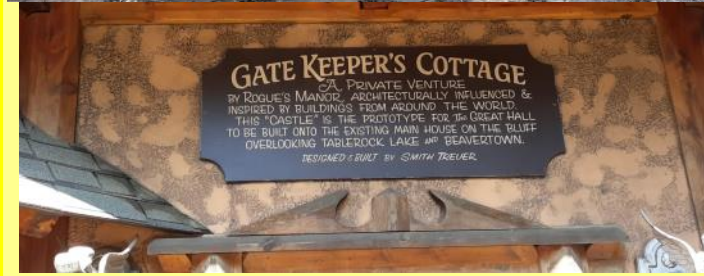 GATE KEEPER'S COTTAGE
A PRIVATE VENTURE
BY ROGUE'S MANOR, ARCHITECTURALLY INFLUENCED &
INSPIRED BY BUILDINGS FROM AROUND THE WORLD.
THIS "CASTLE" IS THE PROTOTYPE FOR THE GREAT HALL
TO BE BUILT ONTO THE EXISTING MAIN HOUSE ON THE BLUFF
OVERLOOKING TABLEROCK LAKE AND BEAVERTOWN.
DESIGNED & BUILT BY SMITH TREUER